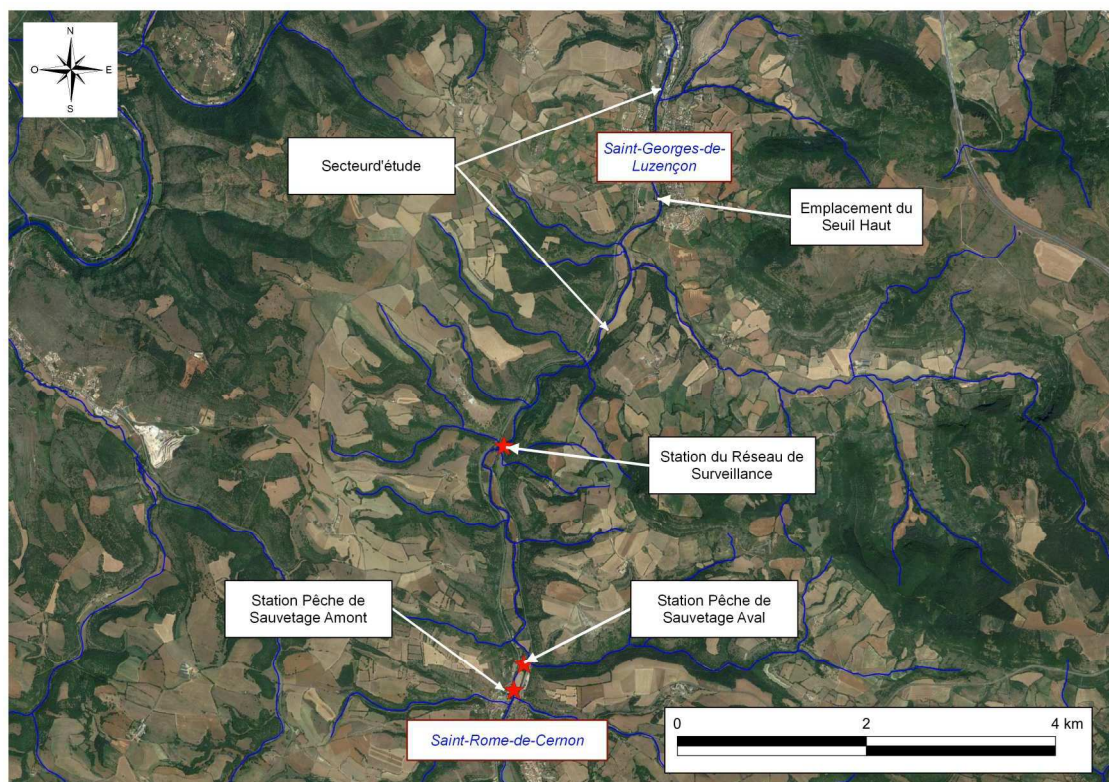 N
O
E
S
Secteurd'étude
Saint-Georges-de-
Luzençon
Emplacement du
Seuil Haut
Station du Réseau de
Surveillance
Station Pêche de
Sauvetage Amont
Station Pêche de
Sauvetage Aval
Saint-Rome-de-Cernon
0
2
4 km